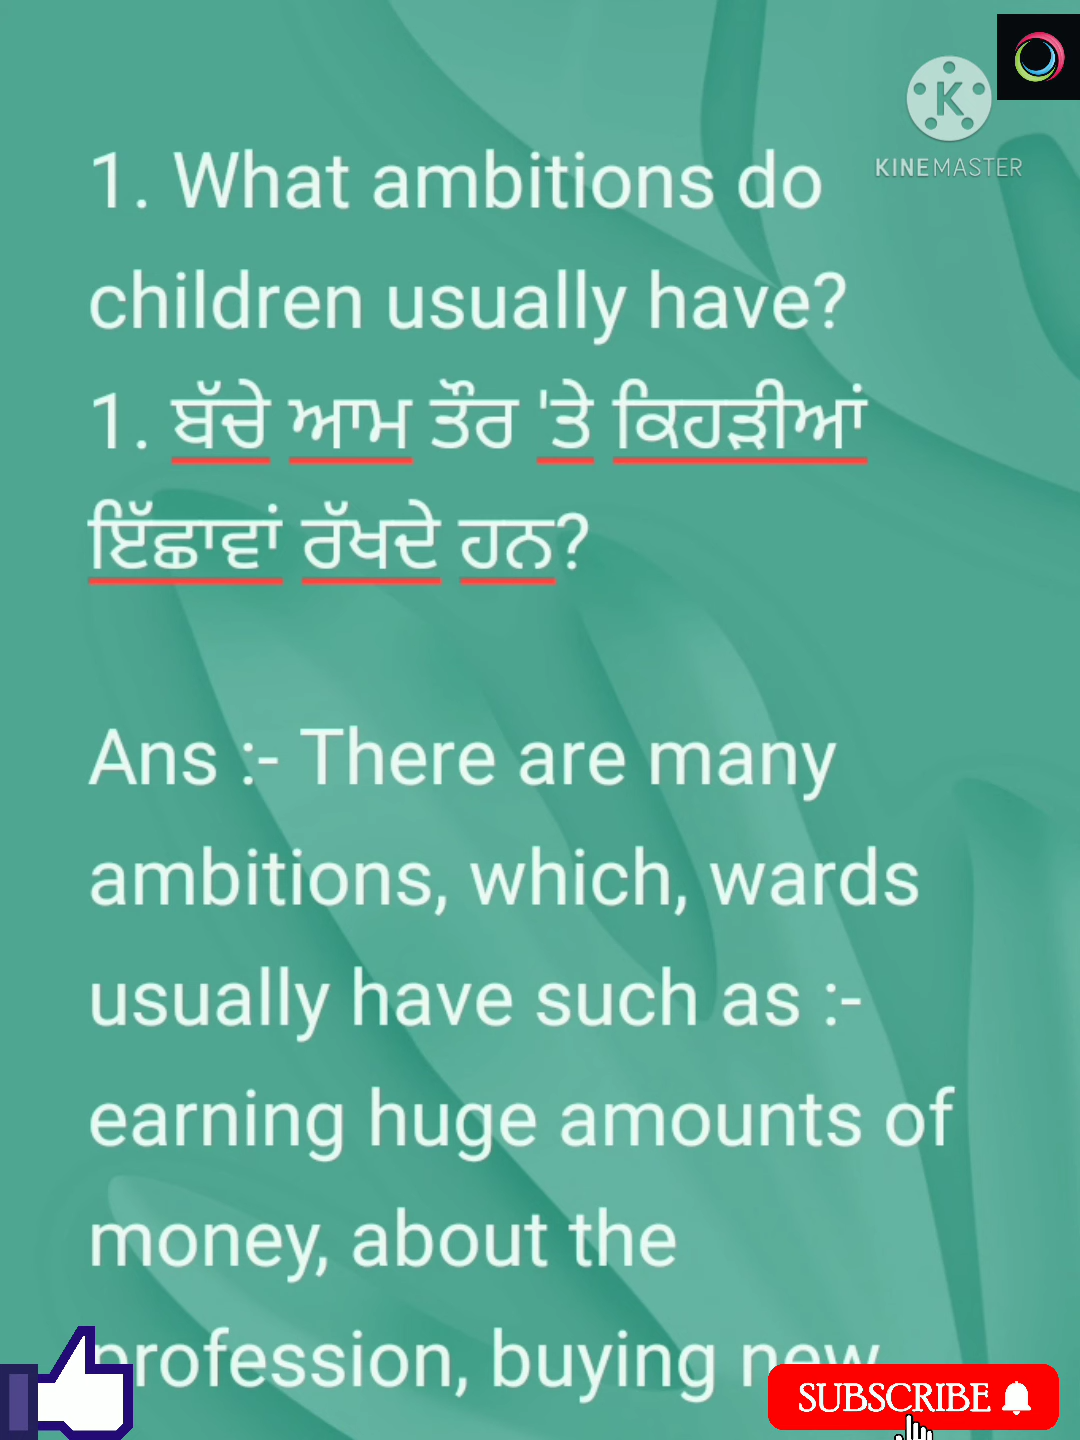 KINEMASTER
1. What ambitions do
children usually have?
1. ਬੱਚੇ ਆਮ ਤੌਰ 'ਤੇ ਕਿਹੜੀਆਂ
ਇੱਛਾਵਾਂ ਰੱਖਦੇ ਹਨ?
Ans :- There are many
ambitions, which, wards
usually have such as :-
earning huge amounts of
money, about the
profession, buying new
SUBSCRIBE